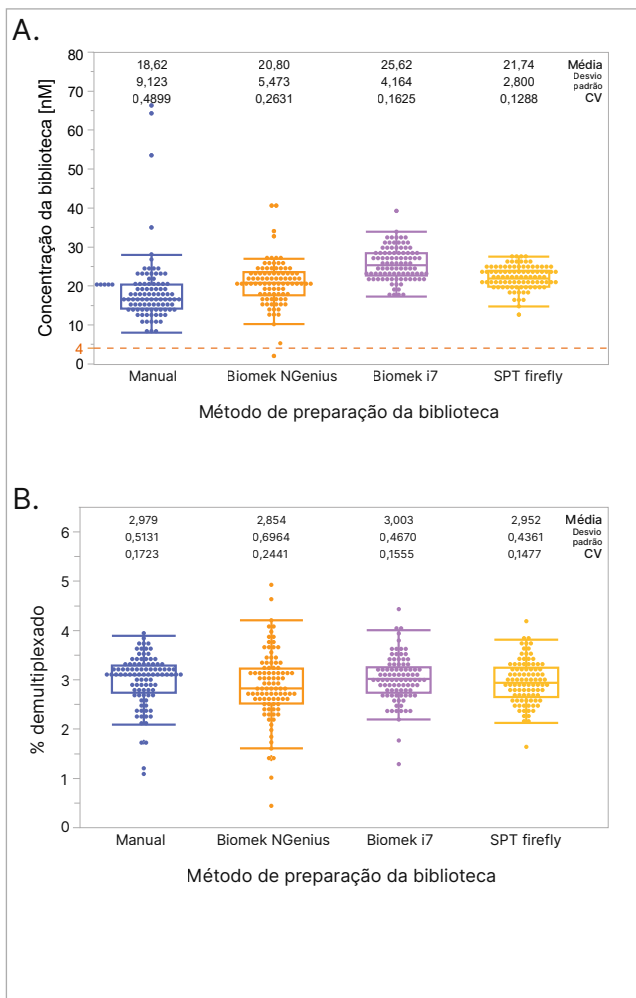 A.
80
70
60
50
40
30
20
10
4
0
Concentração da biblioteca [nM]
18,62 20,80 25,62 21,74 Média
9,123 5,473 4,164 2,800 Desvio padrão
0,4899 0,2631 0,1625 0,1288 CV
Manual Biomek NGenius Biomek i7 SPT firefly
Método de preparação da biblioteca
B.
6
5
4
3
2
1
0
% demultiplexado
2,979 2,854 3,003 2,952 Média
0,5131 0,6964 0,4670 0,4361 Desvio padrão
0,1723 0,2441 0,1555 0,1477 CV
Manual Biomek NGenius Biomek i7 SPT firefly
Método de preparação da biblioteca